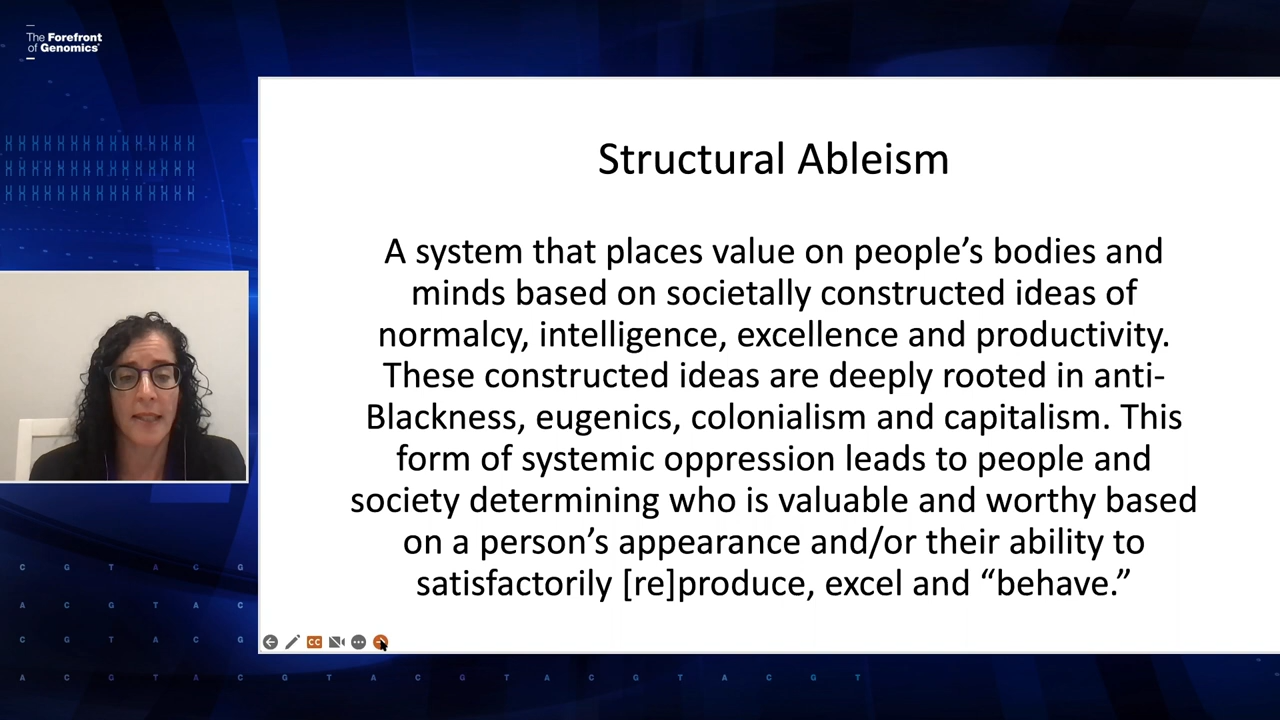 The Forefront
of Genomics®
Structural Ableism
A system that places value on people’s bodies and
minds based on societally constructed ideas of
normalcy, intelligence, excellence and productivity.
These constructed ideas are deeply rooted in anti-
Blackness, eugenics, colonialism and capitalism. This
form of systemic oppression leads to people and
society determining who is valuable and worthy based
on a person’s appearance and/or their ability to
satisfactorily [re]produce, excel and “behave.”
CC
C G T A C G
A C G T A C
C G T A C G
A C G T A C G T A C G T A C G T A C G T